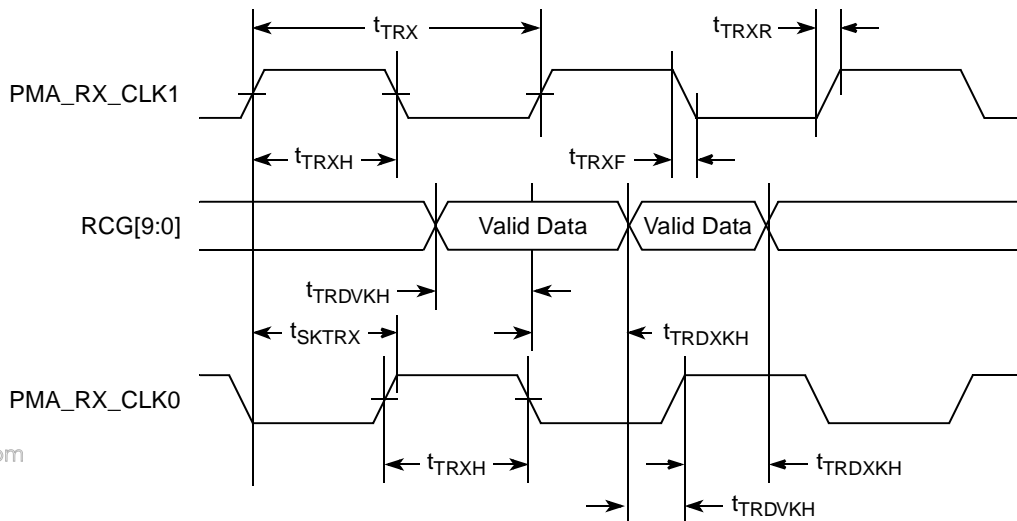 tTRX
tTRXR
PMA_RX_CLK1
tTRXH
tTRXF
RCG[9:0]
Valid Data
Valid Data
tTRDVKH
tSKTRX
tTRDXKH
PMA_RX_CLK0
om
tTRXH
tTRDXKH
tTRDVKH